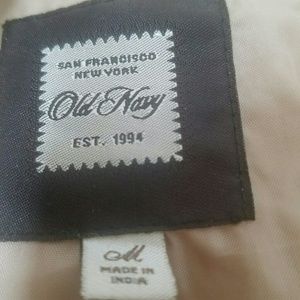 SAN FRANCISCO
NEW YORK
Old Navy
EST. 1994
M
MADE IN
INDIA